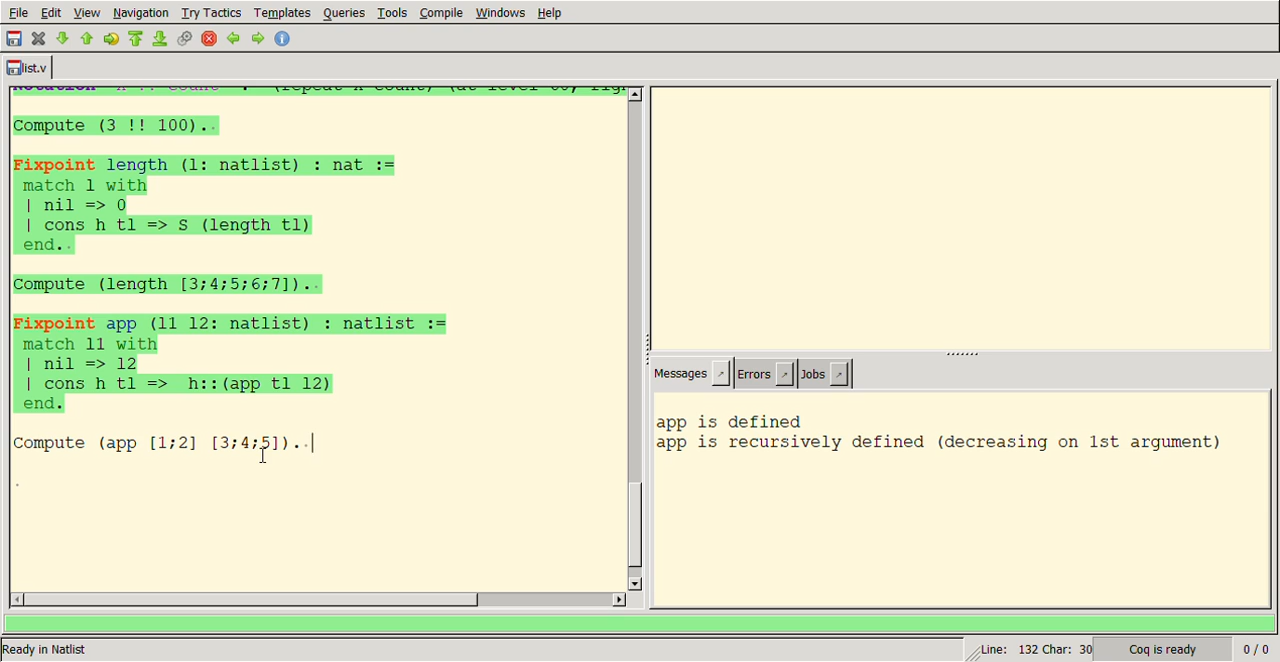 File Edit View Navigation Try Tactics Templates Queries Tools Compile Windows Help
list.v
Compute (3 !! 100).
Fixpoint length (l: natlist) : nat :=
match l with
| nil => 0
| cons h tl => S (length tl)
end.
Compute (length [3;4;5;6;7]).
Fixpoint app (l1 l2: natlist) : natlist :=
match l1 with
| nil => l2
| cons h tl => h::(app tl l2)
end.
Compute (app [1;2] [3;4;5]).
Messages Errors Jobs
app is defined
app is recursively defined (decreasing on 1st argument)
Ready in Natlist Line: 132 Char: 30 Coq is ready 0 / 0